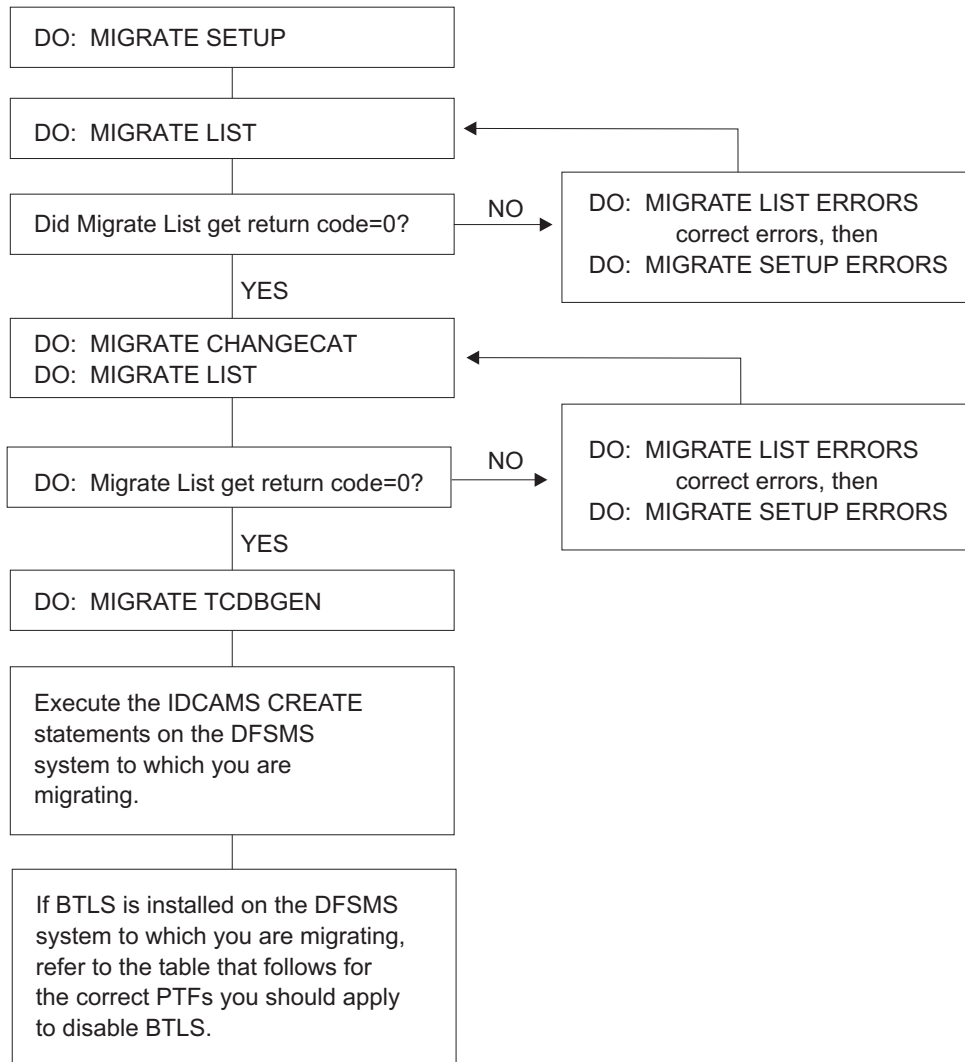 DO: MIGRATE SETUP
DO: MIGRATE LIST
Did Migrate List get return code=0?
NO
DO: MIGRATE LIST ERRORS
correct errors, then
DO: MIGRATE SETUP ERRORS
YES
DO: MIGRATE CHANGECAT
DO: MIGRATE LIST
DO: Migrate List get return code=0?
NO
DO: MIGRATE LIST ERRORS
correct errors, then
DO: MIGRATE SETUP ERRORS
YES
DO: MIGRATE TCDBGEN
Execute the IDCAMS CREATE
statements on the DFSMS
system to which you are
migrating.
If BTLS is installed on the DFSMS
system to which you are migrating,
refer to the table that follows for
the correct PTFs you should apply
to disable BTLS.